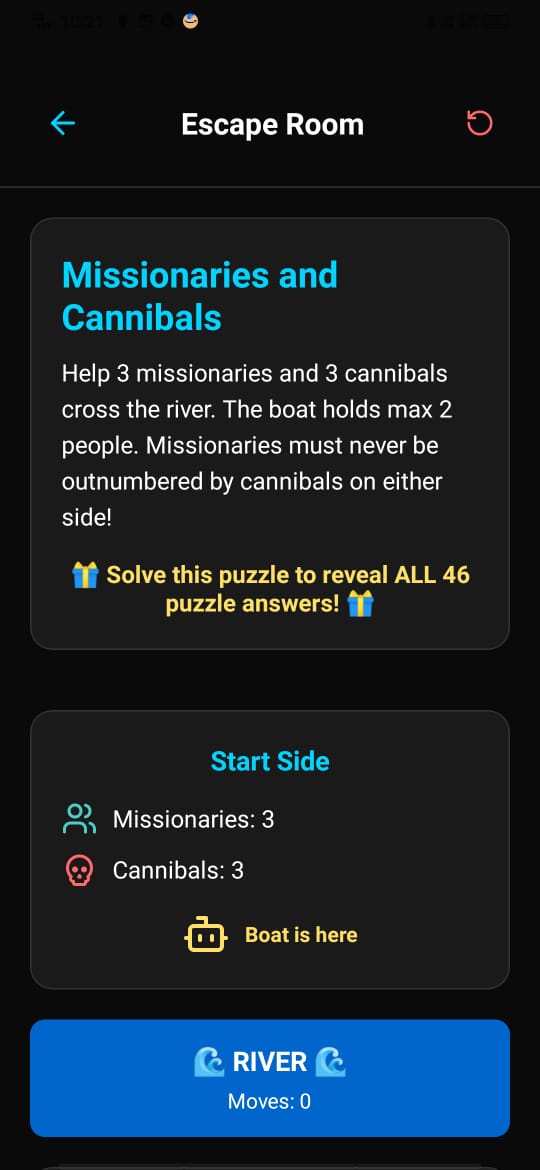 10:21
Escape Room
Missionaries and
Cannibals
Help 3 missionaries and 3 cannibals
cross the river. The boat holds max 2
people. Missionaries must never be
outnumbered by cannibals on either
side!
🎁 Solve this puzzle to reveal ALL 46
puzzle answers! 🎁
Start Side
Missionaries: 3
Cannibals: 3
Boat is here
🌊 RIVER 🌊
Moves: 0